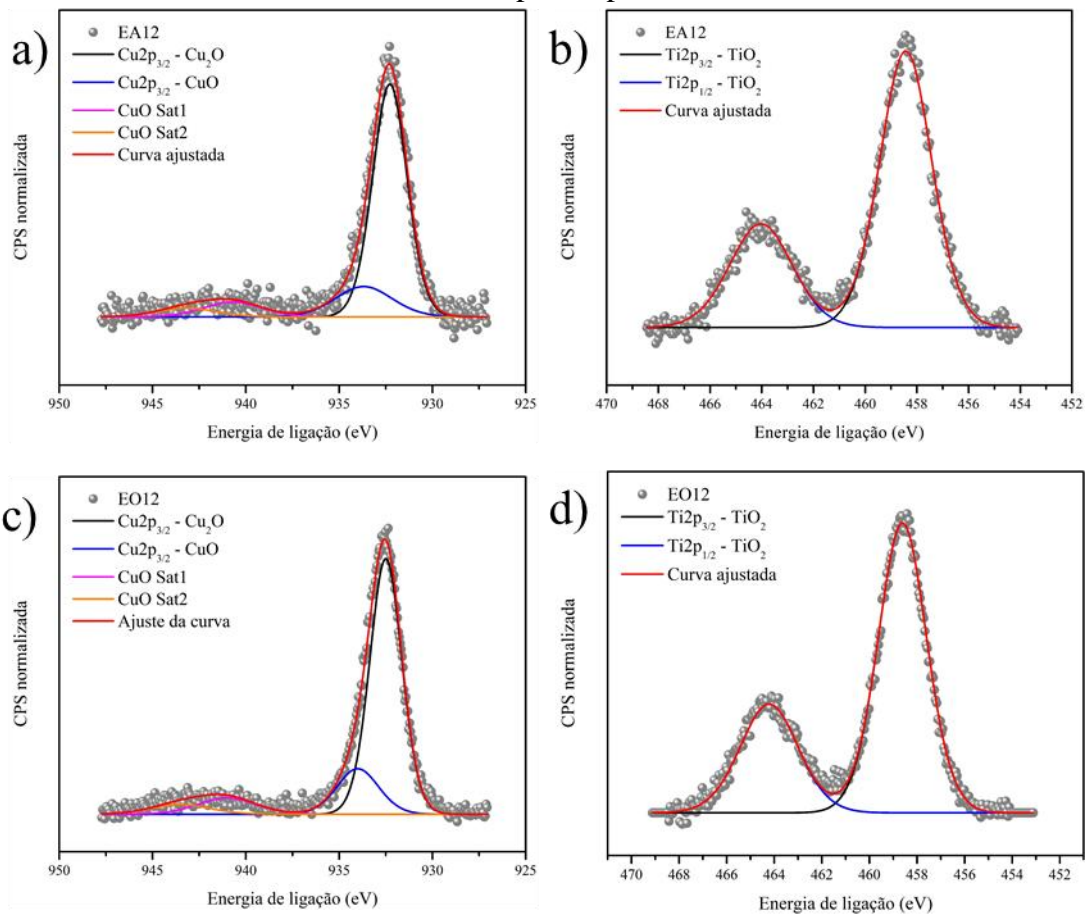 a)
EA12
Cu2p3/2 - Cu2O
Cu2p3/2 - CuO
CuO Sat1
CuO Sat2
Curva ajustada
CPS normalizada
950 945 940 935 930 925
Energia de ligação (eV)
b)
EA12
Ti2p3/2 - TiO2
Ti2p1/2 - TiO2
Curva ajustada
CPS normalizada
470 468 466 464 462 460 458 456 454 452
Energia de ligação (eV)
c)
EO12
Cu2p3/2 - Cu2O
Cu2p3/2 - CuO
CuO Sat1
CuO Sat2
Ajuste da curva
CPS normalizada
950 945 940 935 930 925
Energia de ligação (eV)
d)
EO12
Ti2p3/2 - TiO2
Ti2p1/2 - TiO2
Curva ajustada
CPS normalizada
470 468 466 464 462 460 458 456 454 452
Energia de ligação (eV)